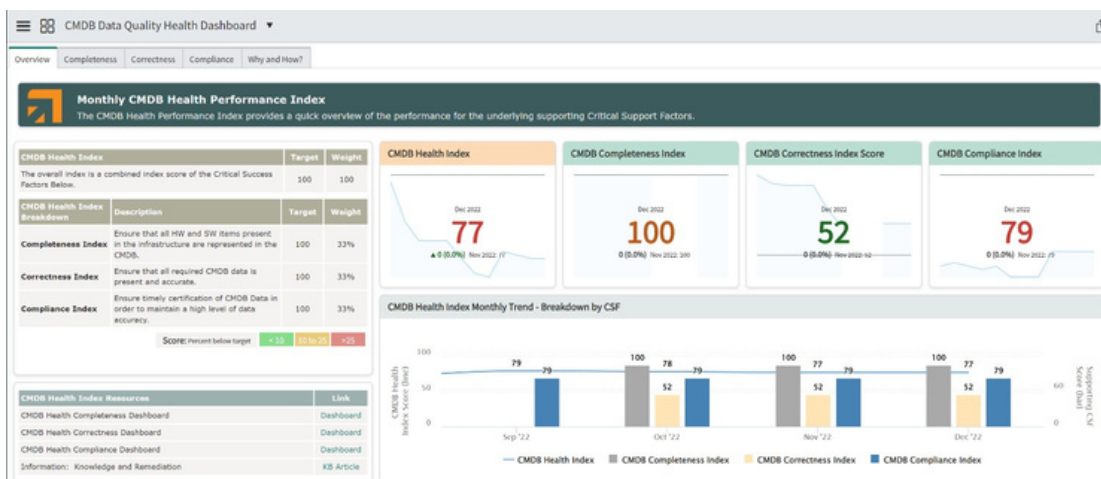 CMDB Data Quality Health Dashboard
Overview Completeness Correctness Compliance Why and How?
Monthly CMDB Health Performance Index
The CMDB Health Performance Index provides a quick overview of the performance for the underlying supporting Critical Support Factors.
CMDB Health Index Target Weight
The overall index is a combined index score of the Critical Success
Factors Below.
100 100
CMDB Health Index
Breakdown
Description Target Weight
Completeness Index
Ensure that all HW and SW items present
in the infrastructure are represented in the
CMDB.
100 33%
Correctness Index
Ensure that all required CMDB data is
present and accurate.
100 33%
Compliance Index
Ensure timely certification of CMDB Data in
order to maintain a high level of data
accuracy.
100 33%
Score: Percent below target < 10 10 to 25 >25
CMDB Health Index Resources Link
CMDB Health Completeness Dashboard Dashboard
CMDB Health Correctness Dashboard Dashboard
CMDB Health Compliance Dashboard Dashboard
Information: Knowledge and Remediation KB Article
CMDB Health Index
Dec 2022
77
▲ 0 (0.0%) Nov 2022: 77
CMDB Completeness Index
Dec 2022
100
0 (0.0%) Nov 2022: 100
CMDB Correctness Index Score
Dec 2022
52
0 (0.0%) Nov 2022: 52
CMDB Compliance Index
Dec 2022
79
0 (0.0%) Nov 2022: 79
CMDB Health Index Monthly Trend - Breakdown by CSF
CMDB Health
Index Score (line)
100
50
0
79 79
100 78 52 79
100 77 52 79
100 77 52 79
Sep '22 Oct '22 Nov '22 Dec '22
60
0
Supporting CSF
Score (bar)
CMDB Health Index CMDB Completeness Index CMDB Correctness Index CMDB Compliance Index